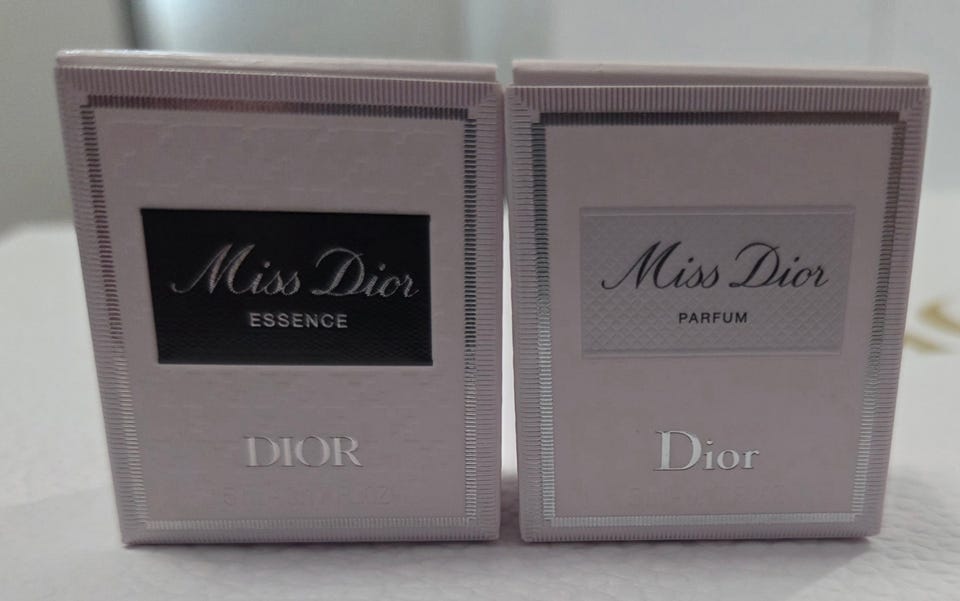 Miss Dior
ESSENCE
DIOR
Miss Dior
PARFUM
Dior